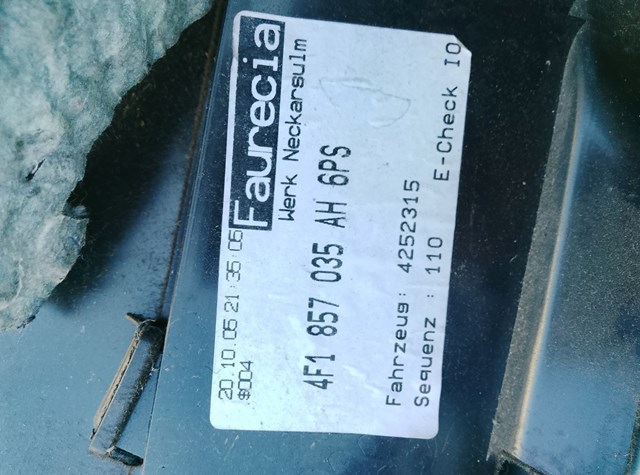 20.10.05 21:35:05
$004
Faurecia
Werk Neckarsulm
4F1 857 035 AH 6PS
Fahrzeug: 4252315
Sequenz : 110 E-Check IO